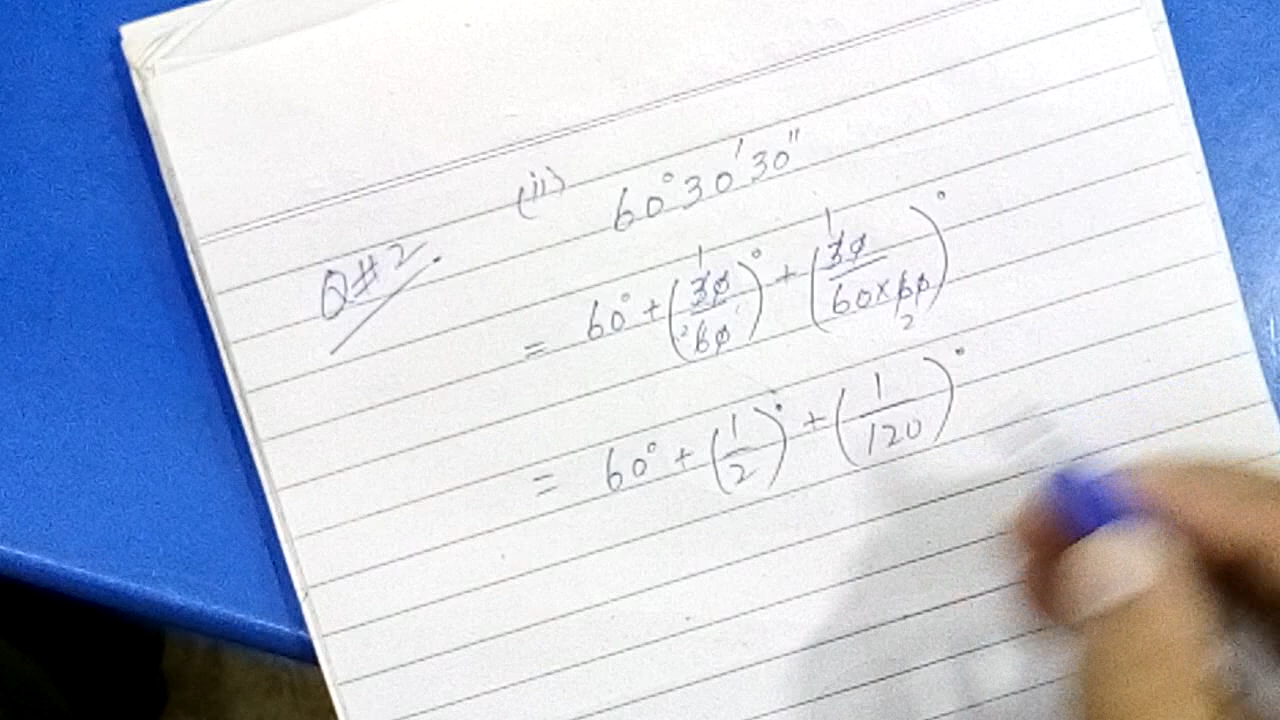 (ii) 60°30'30"
Q#2.
= 60° + (30/60)° + (30/60×60)°
= 60° + (1/2)° + (1/120)°